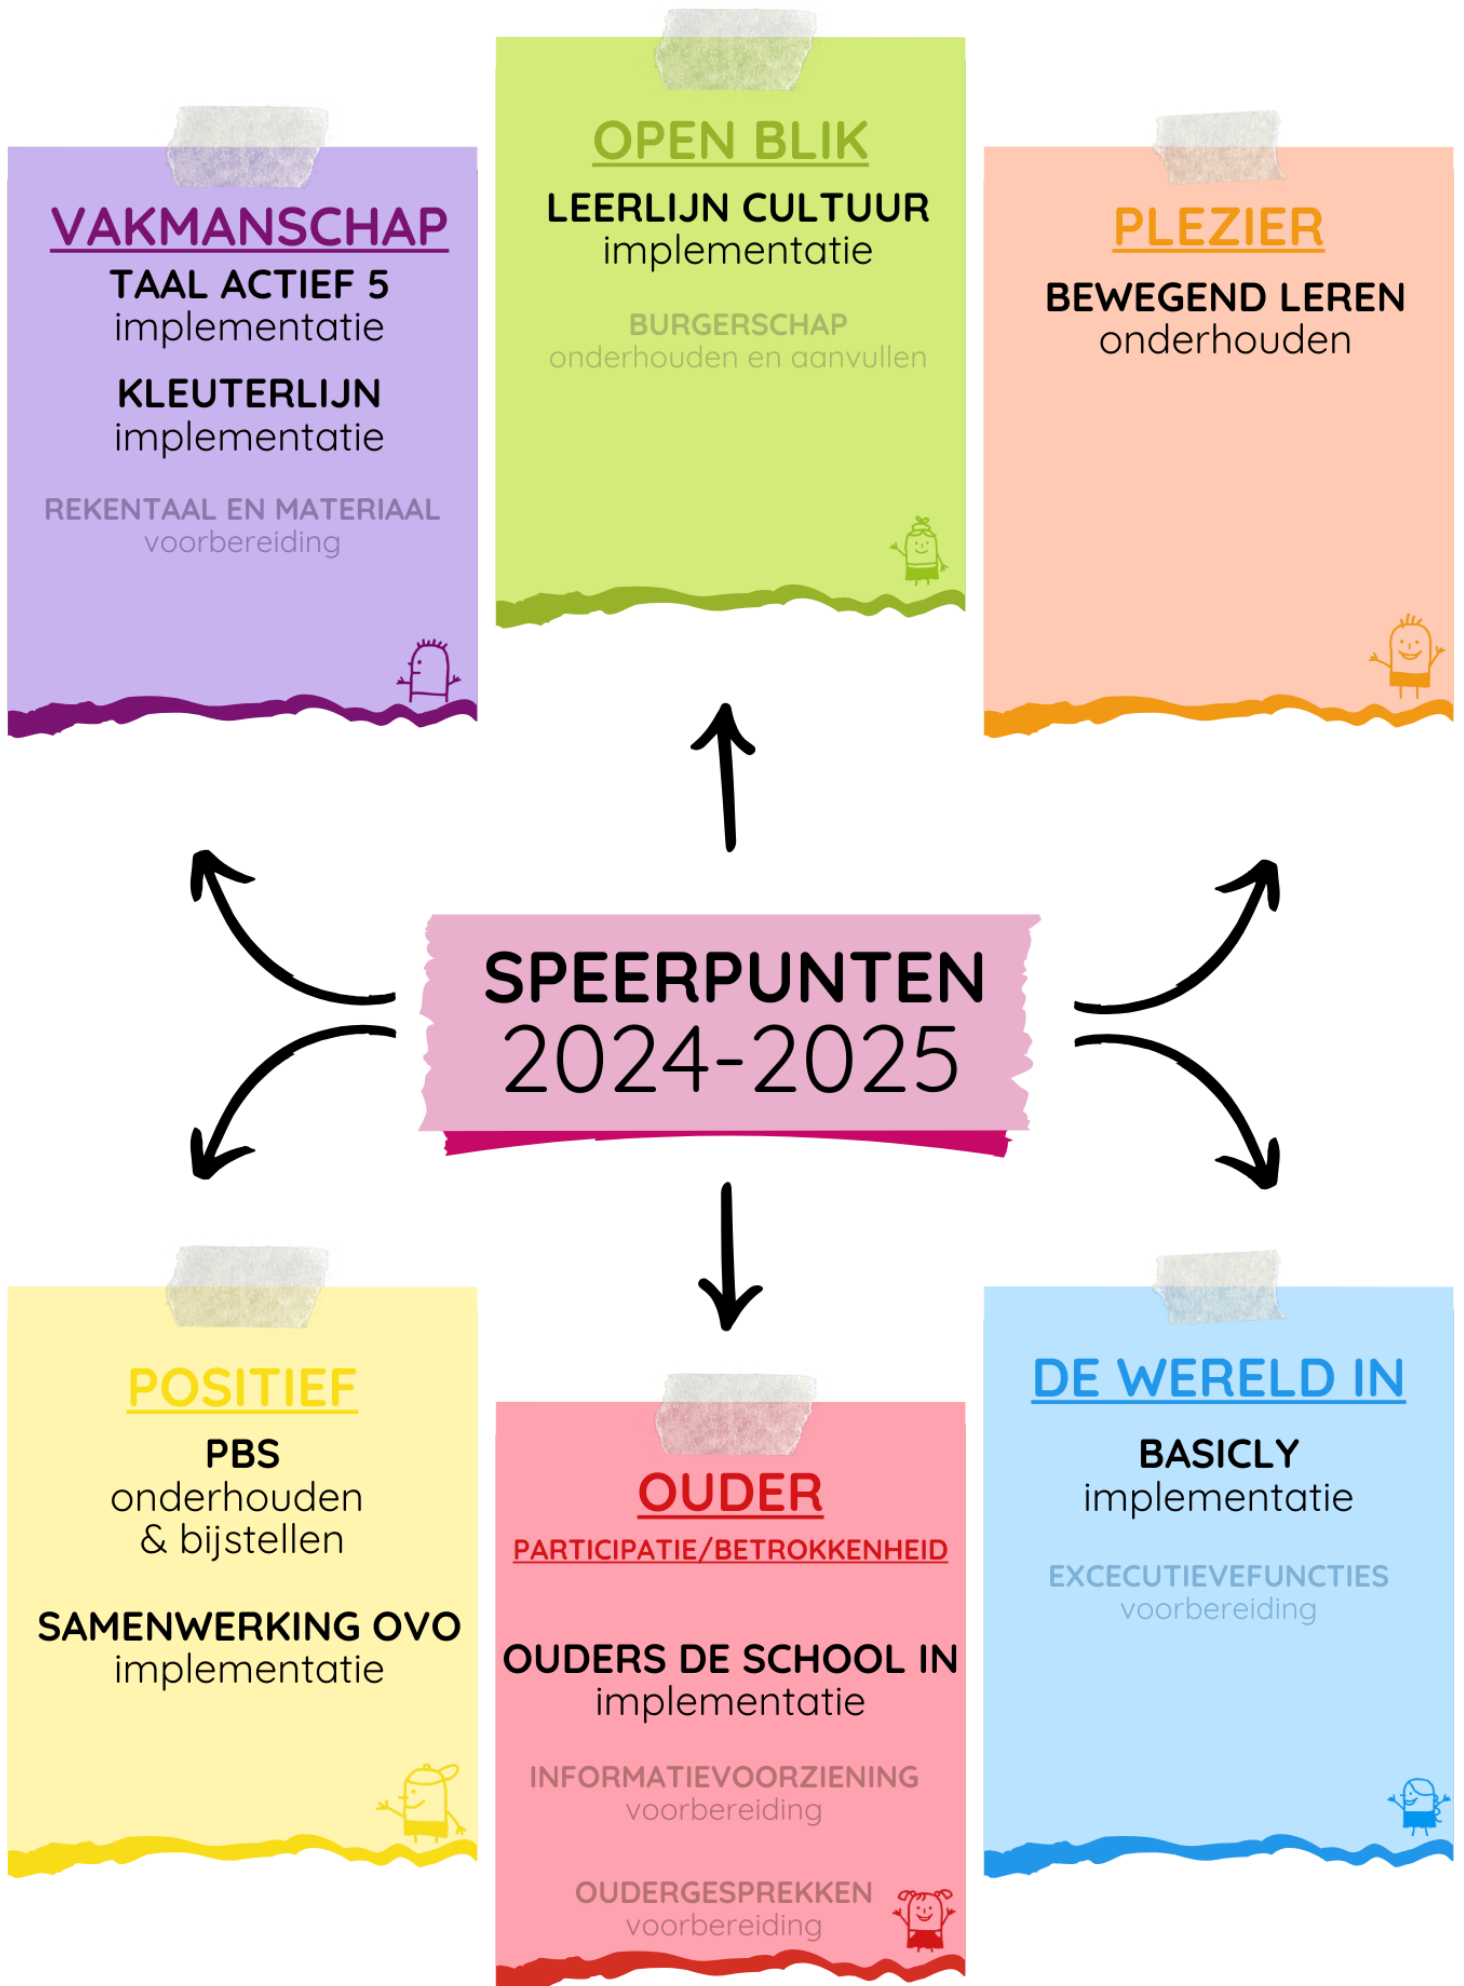 VAKMANSCHAP
TAAL ACTIEF 5
implementatie
KLEUTERLIJN
implementatie
REKENTAAL EN MATERIAAL
voorbereiding
OPEN BLIK
LEERLIJN CULTUUR
implementatie
BURGERSCHAP
onderhouden en aanvullen
PLEZIER
BEWEGEND LEREN
onderhouden
SPEERPUNTEN
2024-2025
POSITIEF
PBS
onderhouden
& bijstellen
SAMENWERKING OVO
implementatie
OUDER
PARTICIPATIE/BETROKKENHEID
OUDERS DE SCHOOL IN
implementatie
INFORMATIEVOORZIENING
voorbereiding
OUDERGESPREKKEN
voorbereiding
DE WERELD IN
BASICLY
implementatie
EXCECUTIEVEFUNCTIES
voorbereiding